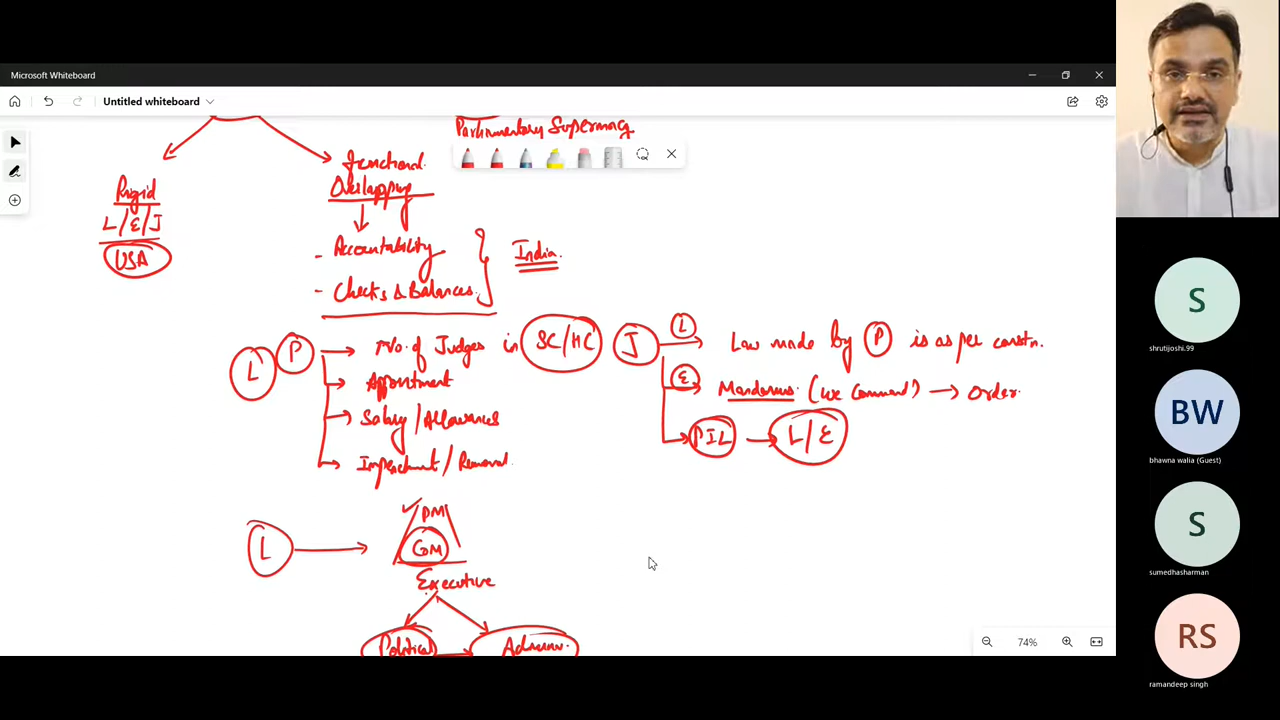 Microsoft Whiteboard
Untitled whiteboard
Parliamentary Supremacy
Rigid
L/E/J
USA
Functional
Overlapping
- Accountability
- Checks & Balances
India
L P
No. of Judges in SC/HC
Appointment
Salary/Allowances
Impeachment/Removal
J
L Law made by P is as per constn.
E Mandamus (We Command) → Order
PIL → L/E
L →
PM
COM
Executive
Political
Admin.
74%
S
shrutijoshi.99
BW
bhawna walia (Guest)
S
sumedhasharman
RS
ramandeep singh